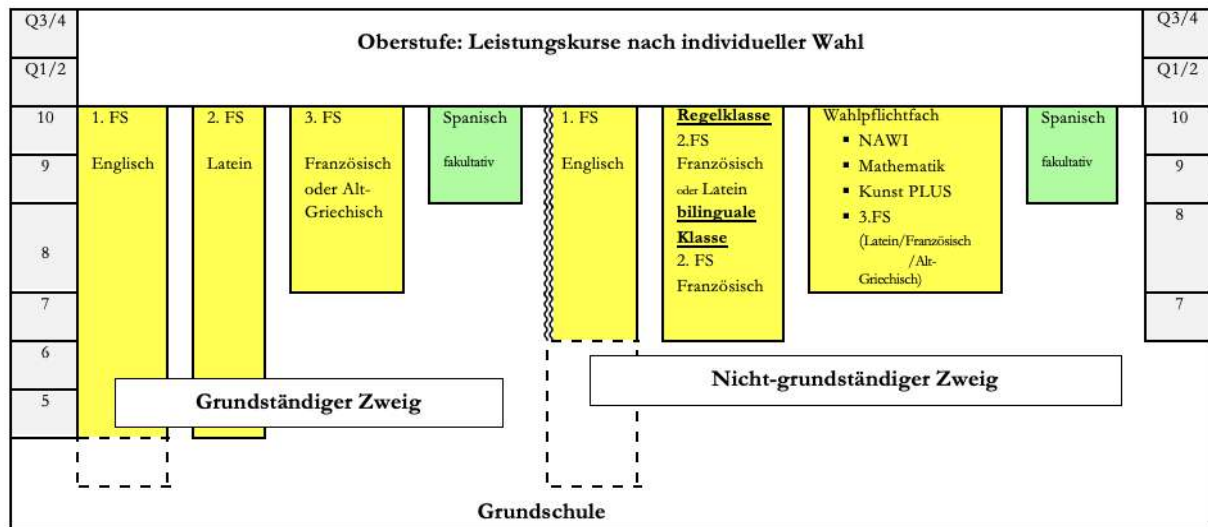 Q3/4
Q1/2
10
9
8
7
6
5
Oberstufe: Leistungskurse nach individueller Wahl
1. FS
Englisch
2. FS
Latein
3. FS
Französisch
oder Alt-
Griechisch
Spanisch
fakultativ
Grundständiger Zweig
1. FS
Englisch
Regelklasse
2.FS
Französisch
oder Latein
bilinguale
Klasse
2. FS
Französisch
Wahlpflichtfach
▪ NAWI
▪ Mathematik
▪ Kunst PLUS
▪ 3.FS
(Latein/Französisch
/Alt-
Griechisch)
Spanisch
fakultativ
Nicht-grundständiger Zweig
Q3/4
Q1/2
10
9
8
7
Grundschule